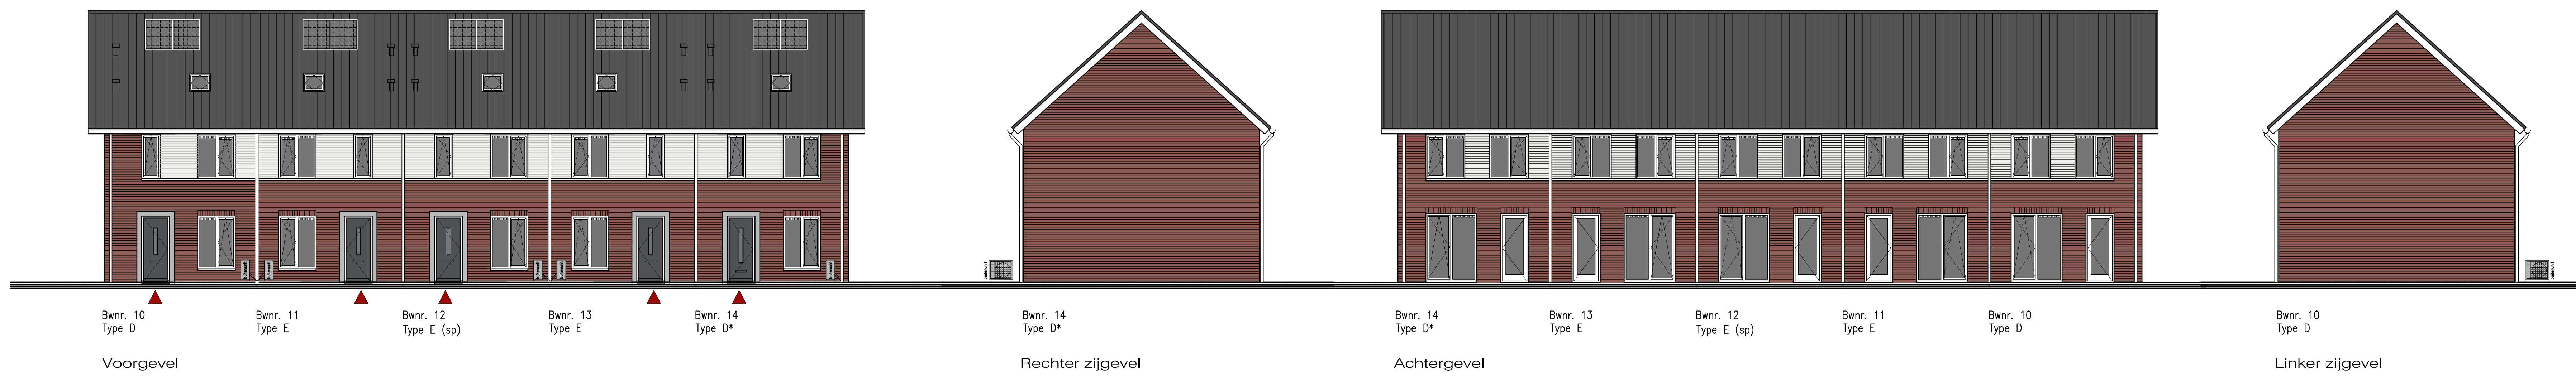 Bwnr. 10
Type D
Bwnr. 11
Type E
Bwnr. 12
Type E (sp)
Bwnr. 13
Type E
Bwnr. 14
Type D*
Voorgevel
Bwnr. 14
Type D*
Rechter zijgevel
Bwnr. 14
Type D*
Bwnr. 13
Type E
Bwnr. 12
Type E (sp)
Bwnr. 11
Type E
Bwnr. 10
Type D
Achtergevel
Bwnr. 10
Type D
Linker zijgevel